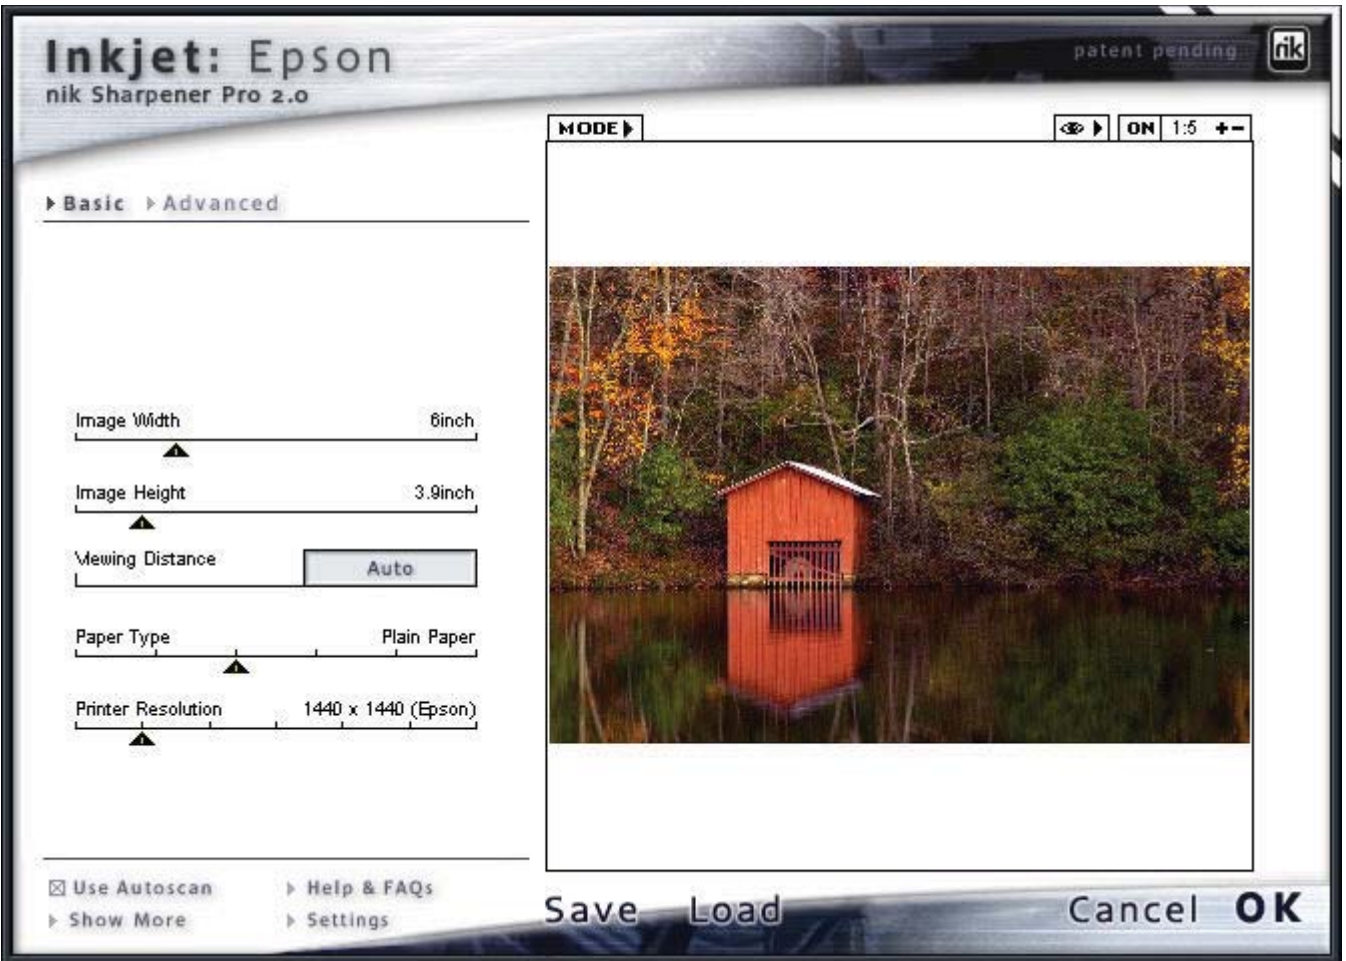 Inkjet: Epson
nik Sharpener Pro 2.0
patent pending
nik
MODE
ON 1:5 +-
Basic Advanced
Image Width 6inch
Image Height 3.9inch
Viewing Distance Auto
Paper Type Plain Paper
Printer Resolution 1440 x 1440 (Epson)
Use Autoscan Help & FAQs
Show More Settings
Save Load Cancel OK